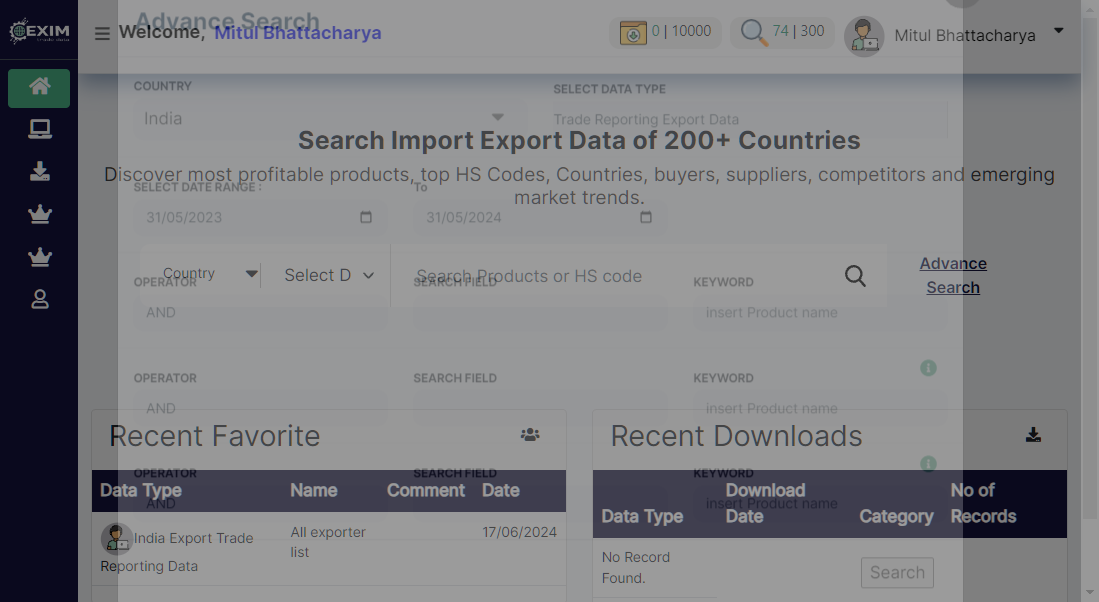 EXIM
trade data
Advance Search
Welcome, Mitul Bhattacharya
0 | 10000
74 | 300
Mitul Bhattacharya
COUNTRY
SELECT DATA TYPE
India
Trade Reporting Export Data
Search Import Export Data of 200+ Countries
Discover most profitable products, top HS Codes, Countries, buyers, suppliers, competitors and emerging
market trends.
SELECT DATE RANGE :
To
31/05/2023
31/05/2024
Country
Select D
Search Products or HS code
Advance
Search
OPERATOR
SEARCH FIELD
KEYWORD
AND
insert Product name
OPERATOR
SEARCH FIELD
KEYWORD
AND
insert Product name
Recent Favorite
Recent Downloads
OPERATOR
SEARCH FIELD
KEYWORD
AND
insert Product name
Data Type
Name
Comment
Date
Data Type
Download
Date
Category
No of
Records
India Export Trade
Reporting Data
All exporter
list
17/06/2024
No Record
Found.
Search